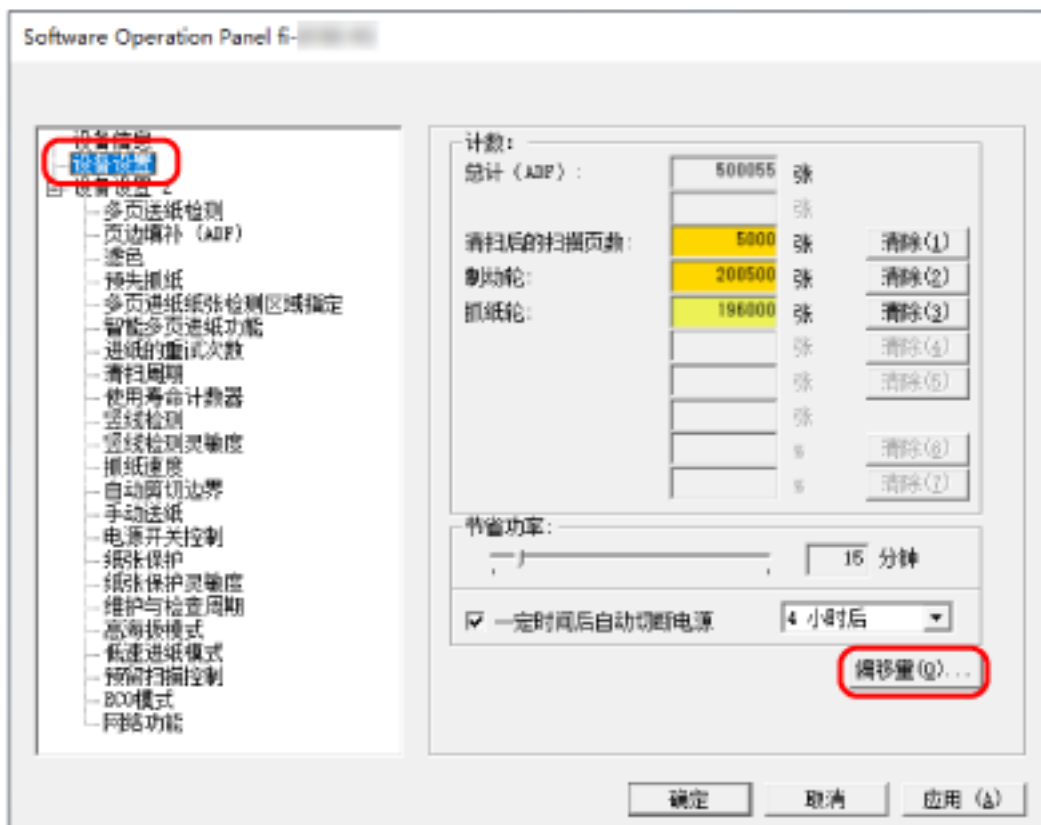 Software Operation Panel fi-
设备信息
设备设置
设备设置 2
多页送纸检测
页边填补 (ADF)
滤色
预先抓纸
多页进纸纸张检测区域指定
智能多页进纸功能
进纸的重试次数
清扫周期
使用寿命计数器
竖线检测
竖线检测灵敏度
抓纸速度
自动剪切边界
手动送纸
电源开关控制
纸张保护
纸张保护灵敏度
维护与检查周期
高海拔模式
低速进纸模式
预留扫描控制
ECO模式
网络功能
计数:
总计 (ADF) : 500055 张
张
清扫后的扫描页数: 5000 张 清除(1)
制动轮: 200500 张 清除(2)
抓纸轮: 196000 张 清除(3)
张 清除(4)
张 清除(5)
张
% 清除(6)
% 清除(7)
节省功率:
15 分钟
一定时间后自动切断电源 4 小时后
偏移量(O)...
确定 取消 应用 (A)